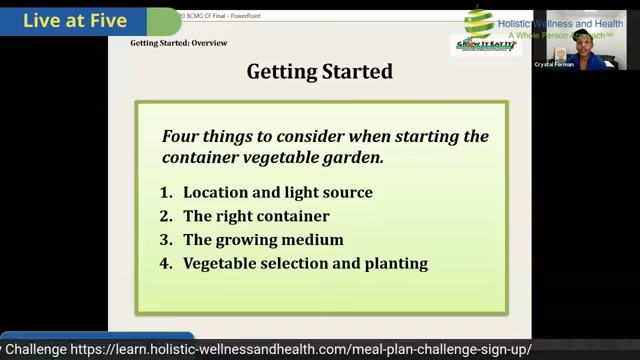 Live at Five
0 BCMG CF Final - PowerPoint
Holistic Wellness and Health
A Whole Person Approach
Getting Started: Overview
GROW IT EAT IT
Crystal Forman
Getting Started
Four things to consider when starting the
container vegetable garden.
1. Location and light source
2. The right container
3. The growing medium
4. Vegetable selection and planting
Challenge https://learn.holistic-wellnessandhealth.com/meal-plan-challenge-sign-up/